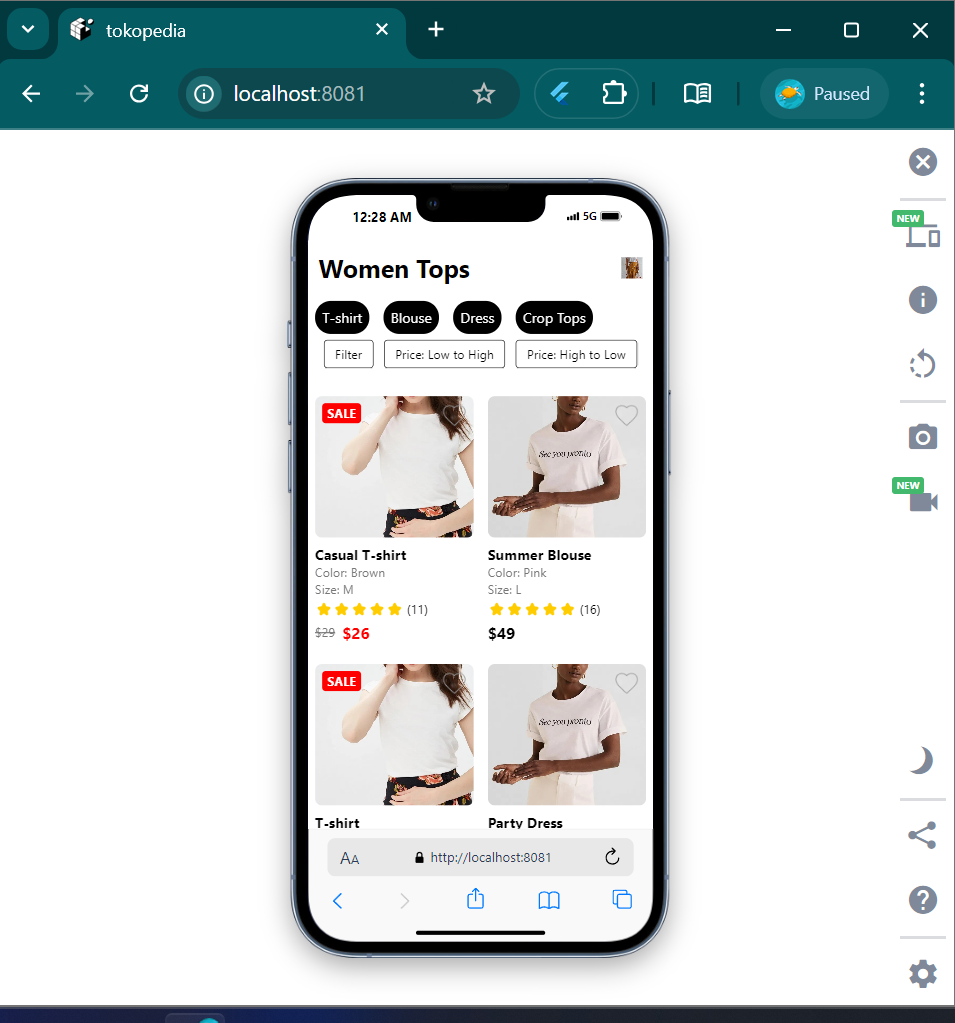 tokopedia
localhost:8081
Paused
NEW
NEW
12:28 AM
5G
Women Tops
T-shirt Blouse Dress Crop Tops
Filter Price: Low to High Price: High to Low
SALE
See you pronto
Casual T-shirt
Color: Brown
Size: M
(11)
$29 $26
Summer Blouse
Color: Pink
Size: L
(16)
$49
SALE
See you pronto
T-shirt
Party Dress
AA http://localhost:8081